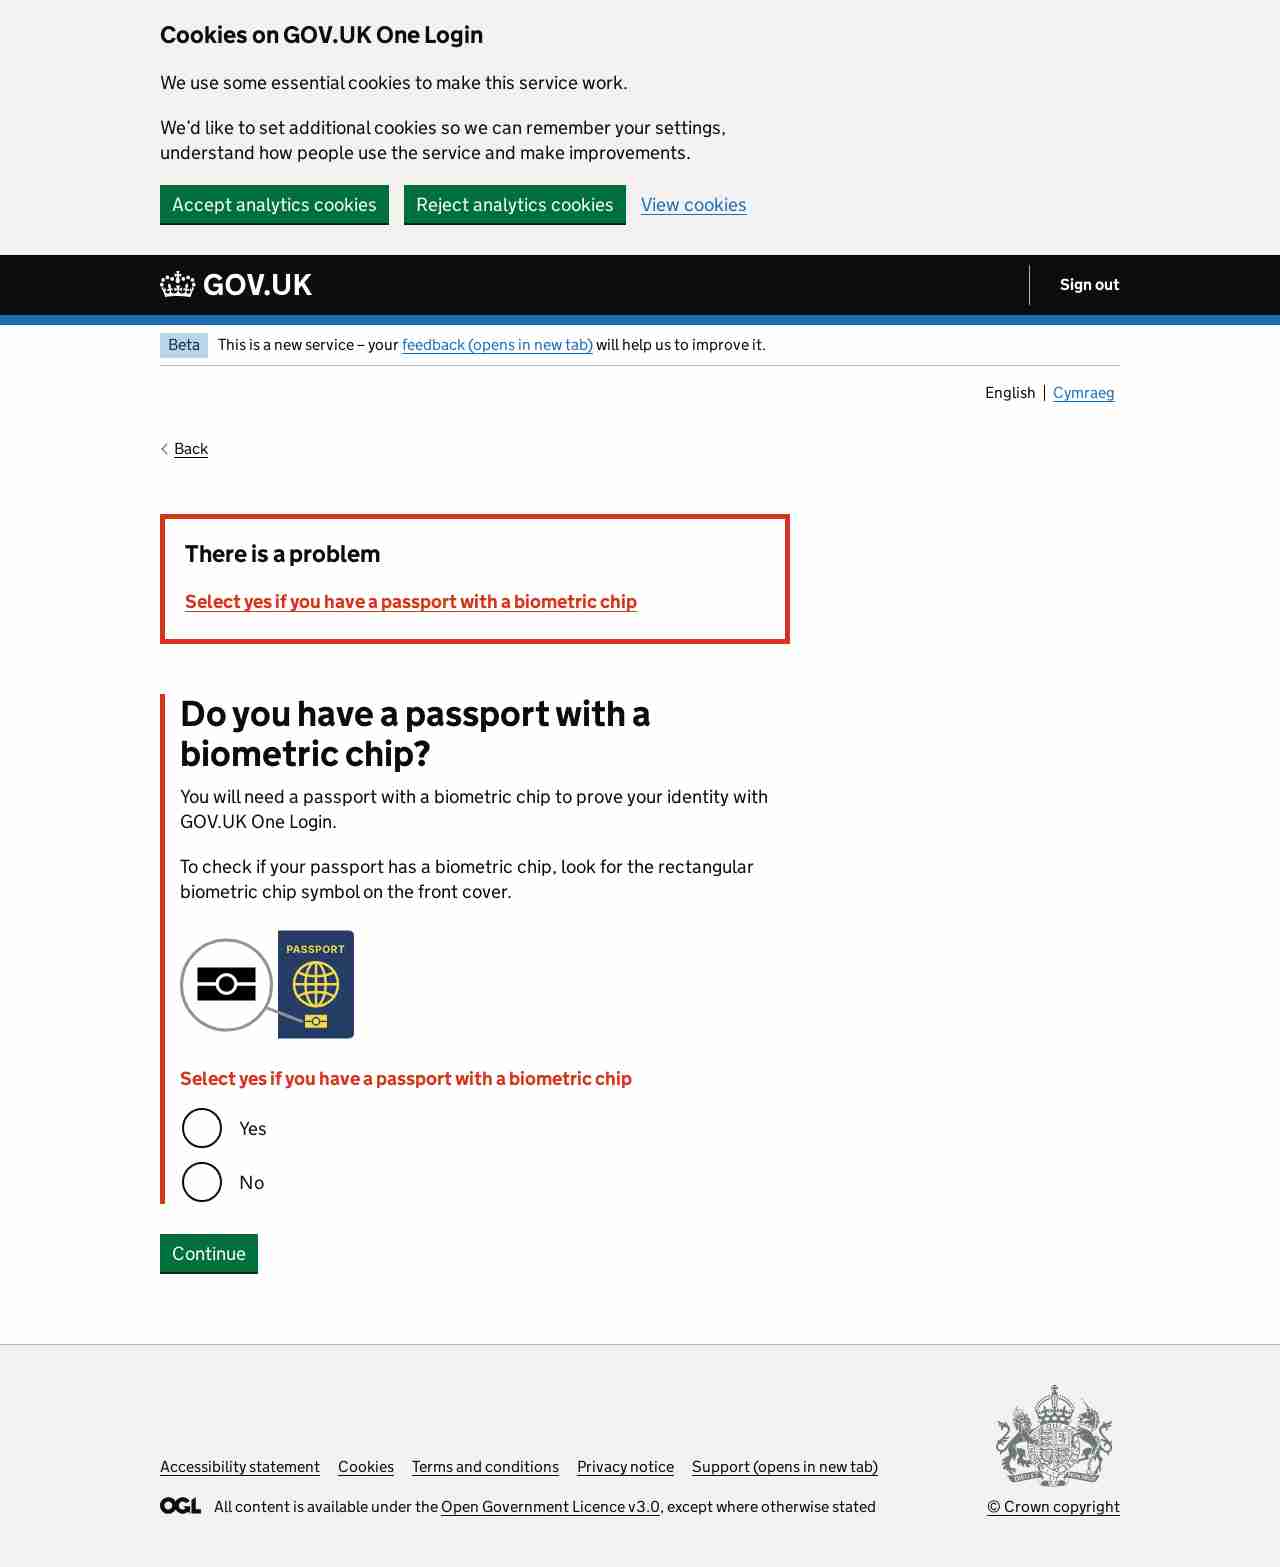 Cookies on GOV.UK One Login
We use some essential cookies to make this service work.
We’d like to set additional cookies so we can remember your settings,
understand how people use the service and make improvements.
Accept analytics cookies Reject analytics cookies View cookies
GOV.UK Sign out
Beta This is a new service – your feedback (opens in new tab) will help us to improve it.
English Cymraeg
Back
There is a problem
Select yes if you have a passport with a biometric chip
Do you have a passport with a
biometric chip?
You will need a passport with a biometric chip to prove your identity with
GOV.UK One Login.
To check if your passport has a biometric chip, look for the rectangular
biometric chip symbol on the front cover.
PASSPORT
Select yes if you have a passport with a biometric chip
Yes
No
Continue
Accessibility statement Cookies Terms and conditions Privacy notice Support (opens in new tab)
OGL All content is available under the Open Government Licence v3.0, except where otherwise stated
© Crown copyright